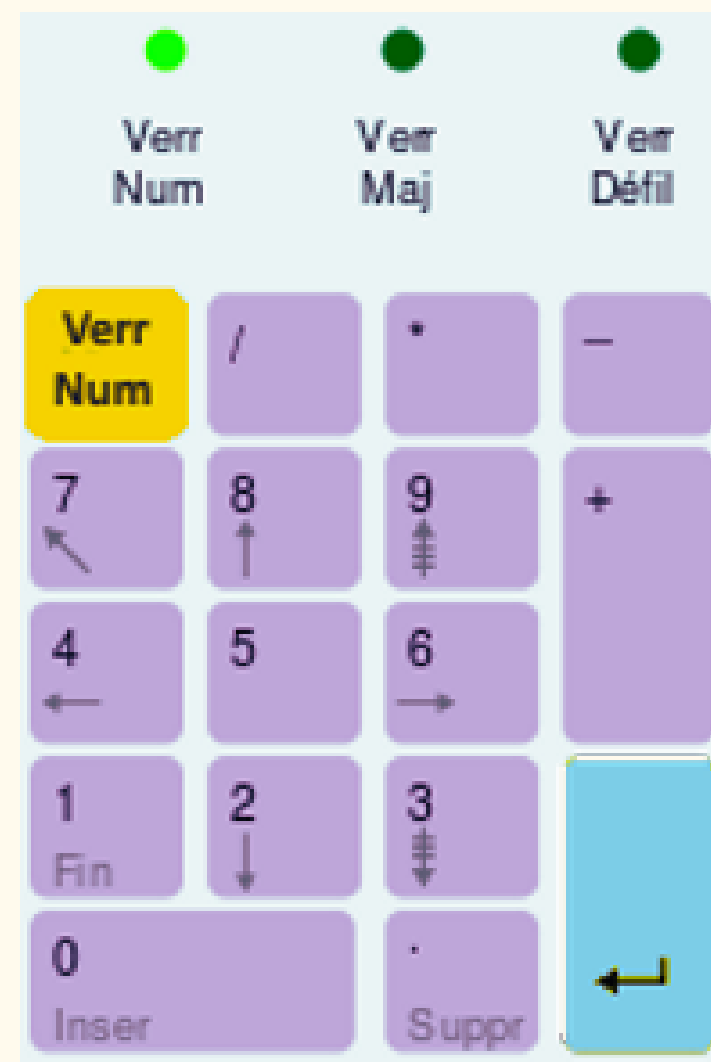 Verr Verr Verr
Num Maj Défil
Verr
Num
/ * –
7 8 9 +
4 5 6
1 2 3
Fin
0 .
Inser Suppr